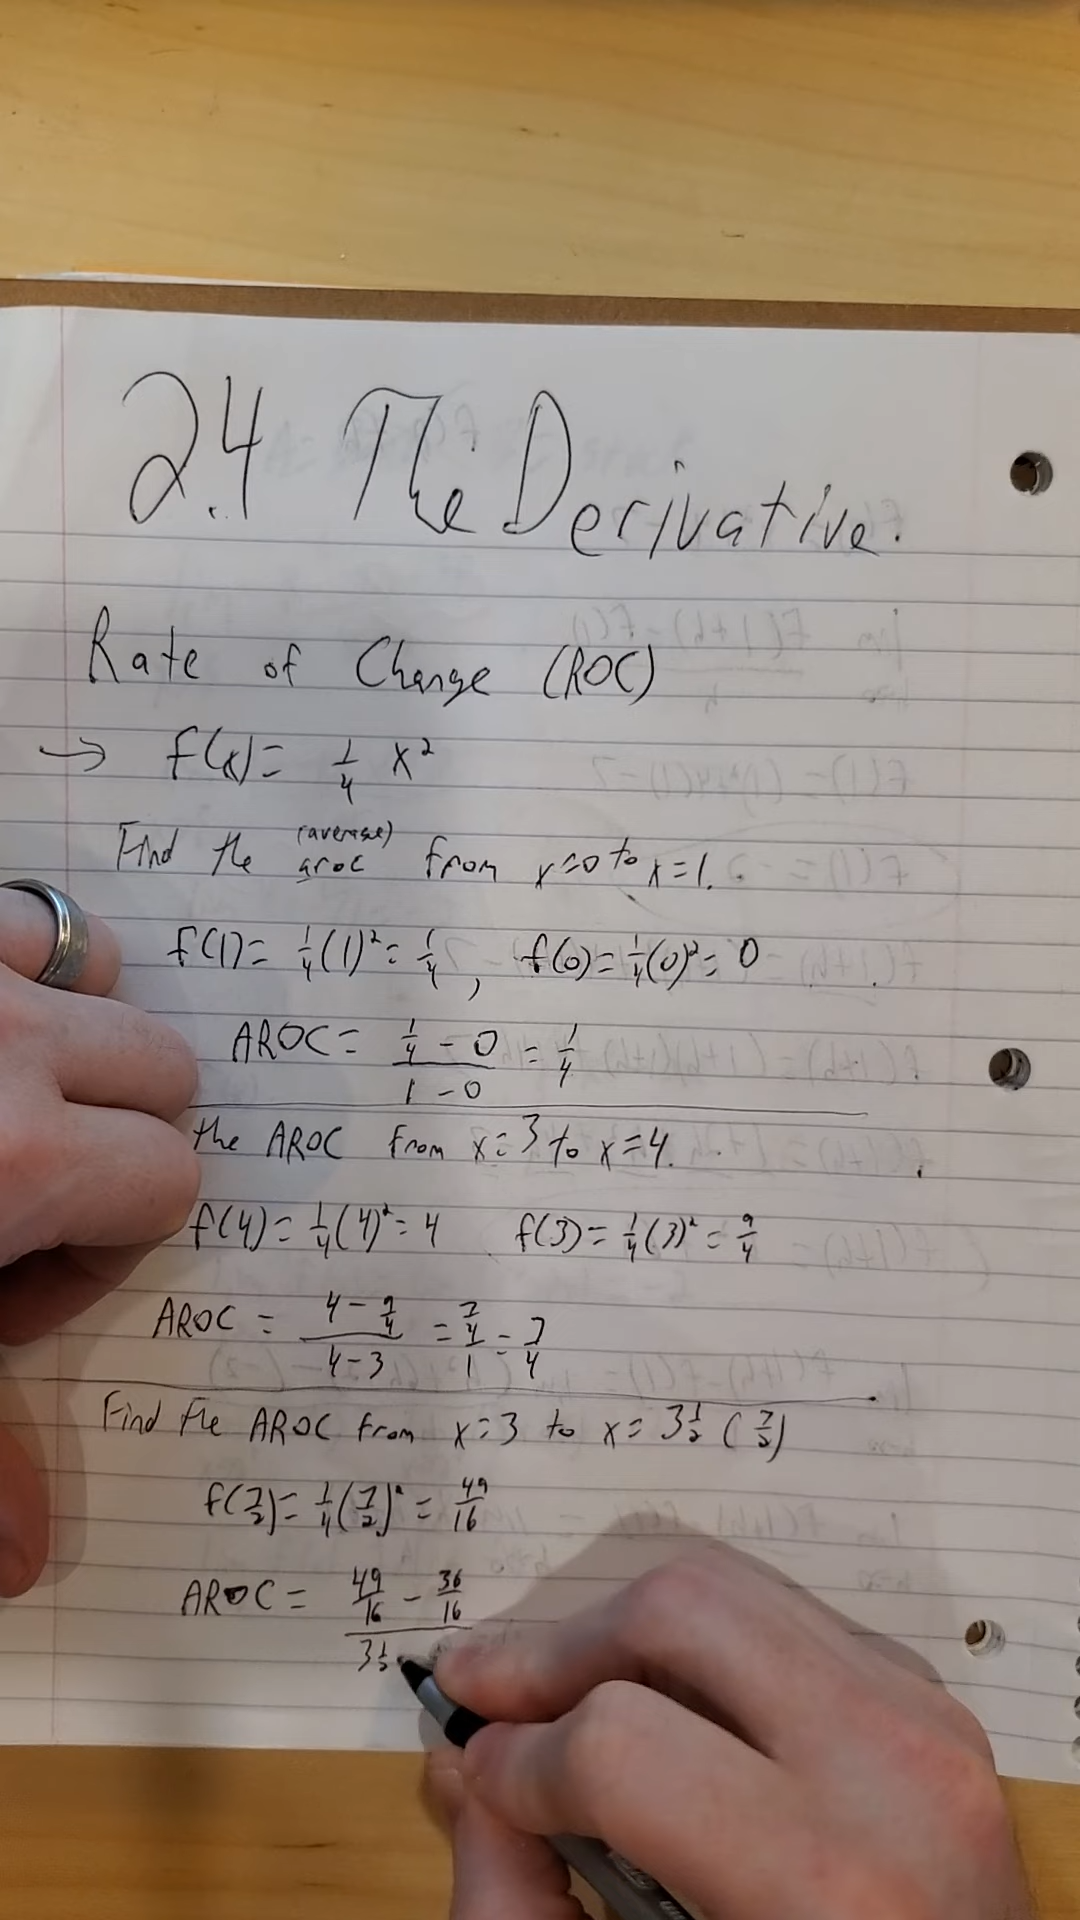 2.4 The Derivative.
Rate of Change (ROC)
→ f(x) = 1/4 x²
(average)
Find the aroc from x=0 to x=1.
f(1) = 1/4(1)² = 1/4, f(0) = 1/4(0)² = 0
AROC = (1/4 - 0)/(1 - 0) = 1/4
the AROC from x=3 to x=4.
f(4) = 1/4(4)² = 4 f(3) = 1/4(3)² = 9/4
AROC = (4 - 9/4)/(4-3) = (7/4)/1 = 7/4
Find the AROC from x=3 to x= 3 1/2 (7/2)
f(7/2) = 1/4(7/2)² = 49/16
AROC = (49/16 - 36/16)/(3 1/2